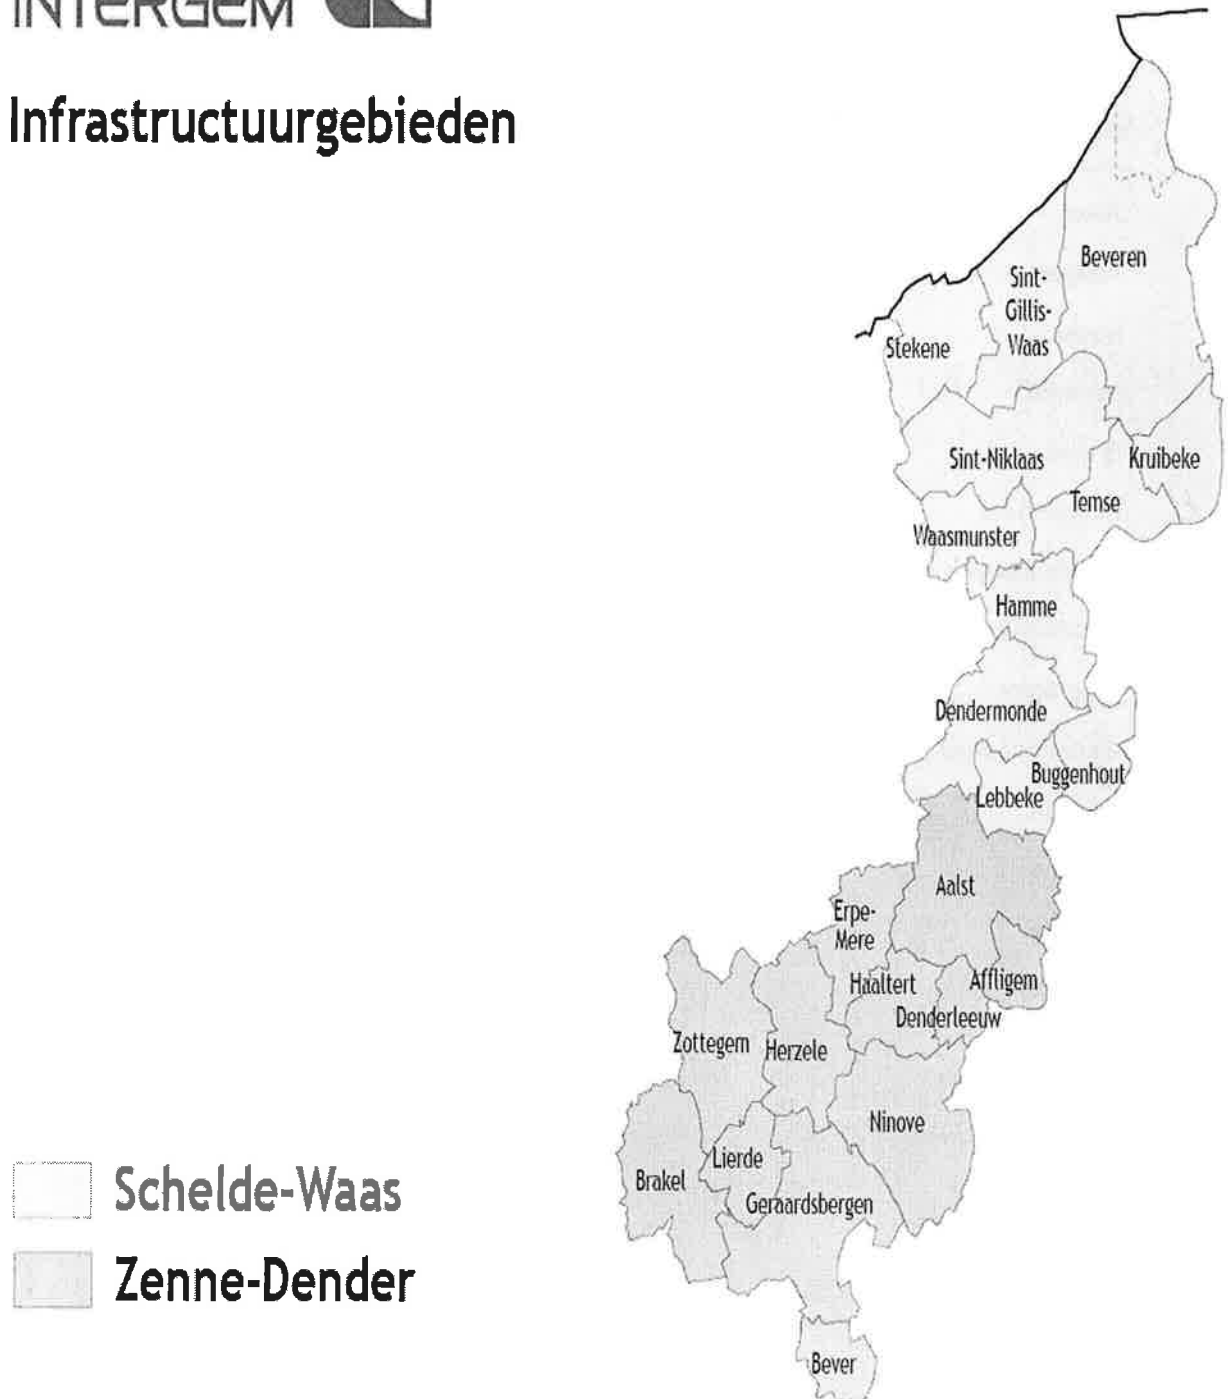 INTERGEM
Infrastructuurgebieden
Beveren
Sint-
Gillis-
Waas
Stekene
Sint-Niklaas
Kruibeke
Temse
Waasmunster
Hamme
Dendermonde
Buggenhout
Lebbeke
Aalst
Erpe-
Mere
Haaltert
Affligem
Denderleeuw
Zottegem
Herzele
Ninove
Lierde
Brakel
Geraardsbergen
Bever
Schelde-Waas
Zenne-Dender